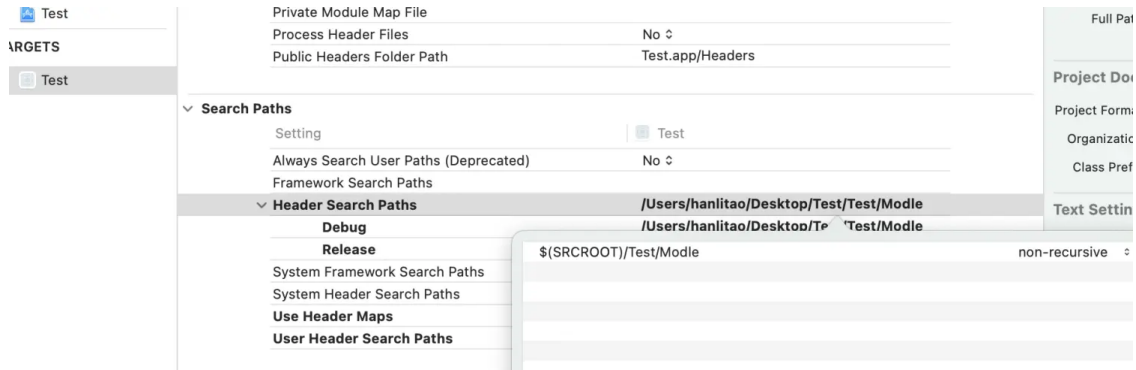 Test
Private Module Map File
Process Header Files No
Full Pat
ARGETS
Public Headers Folder Path Test.app/Headers
Test
Project Doc
Search Paths
Project Forma
Setting Test
Organizatio
Always Search User Paths (Deprecated) No
Class Pref
Framework Search Paths
Header Search Paths /Users/hanlitao/Desktop/Test/Test/Modle
Text Settin
Debug /Users/hanlitao/Desktop/Te Test/Modle
Release
$(SRCROOT)/Test/Modle non-recursive
System Framework Search Paths
System Header Search Paths
Use Header Maps
User Header Search Paths